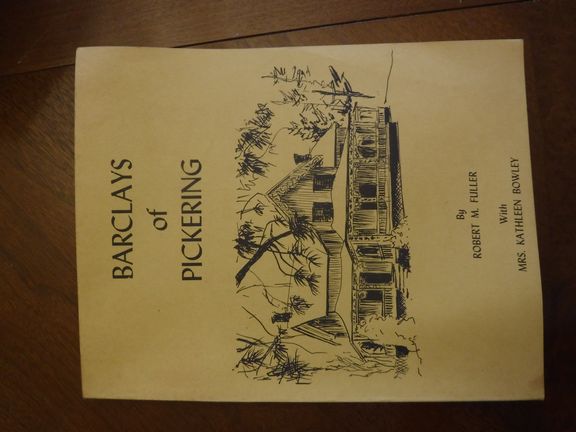 BARCLAYS
of
PICKERING
By
ROBERT M. FULLER
With
MRS. KATHLEEN BOWLEY